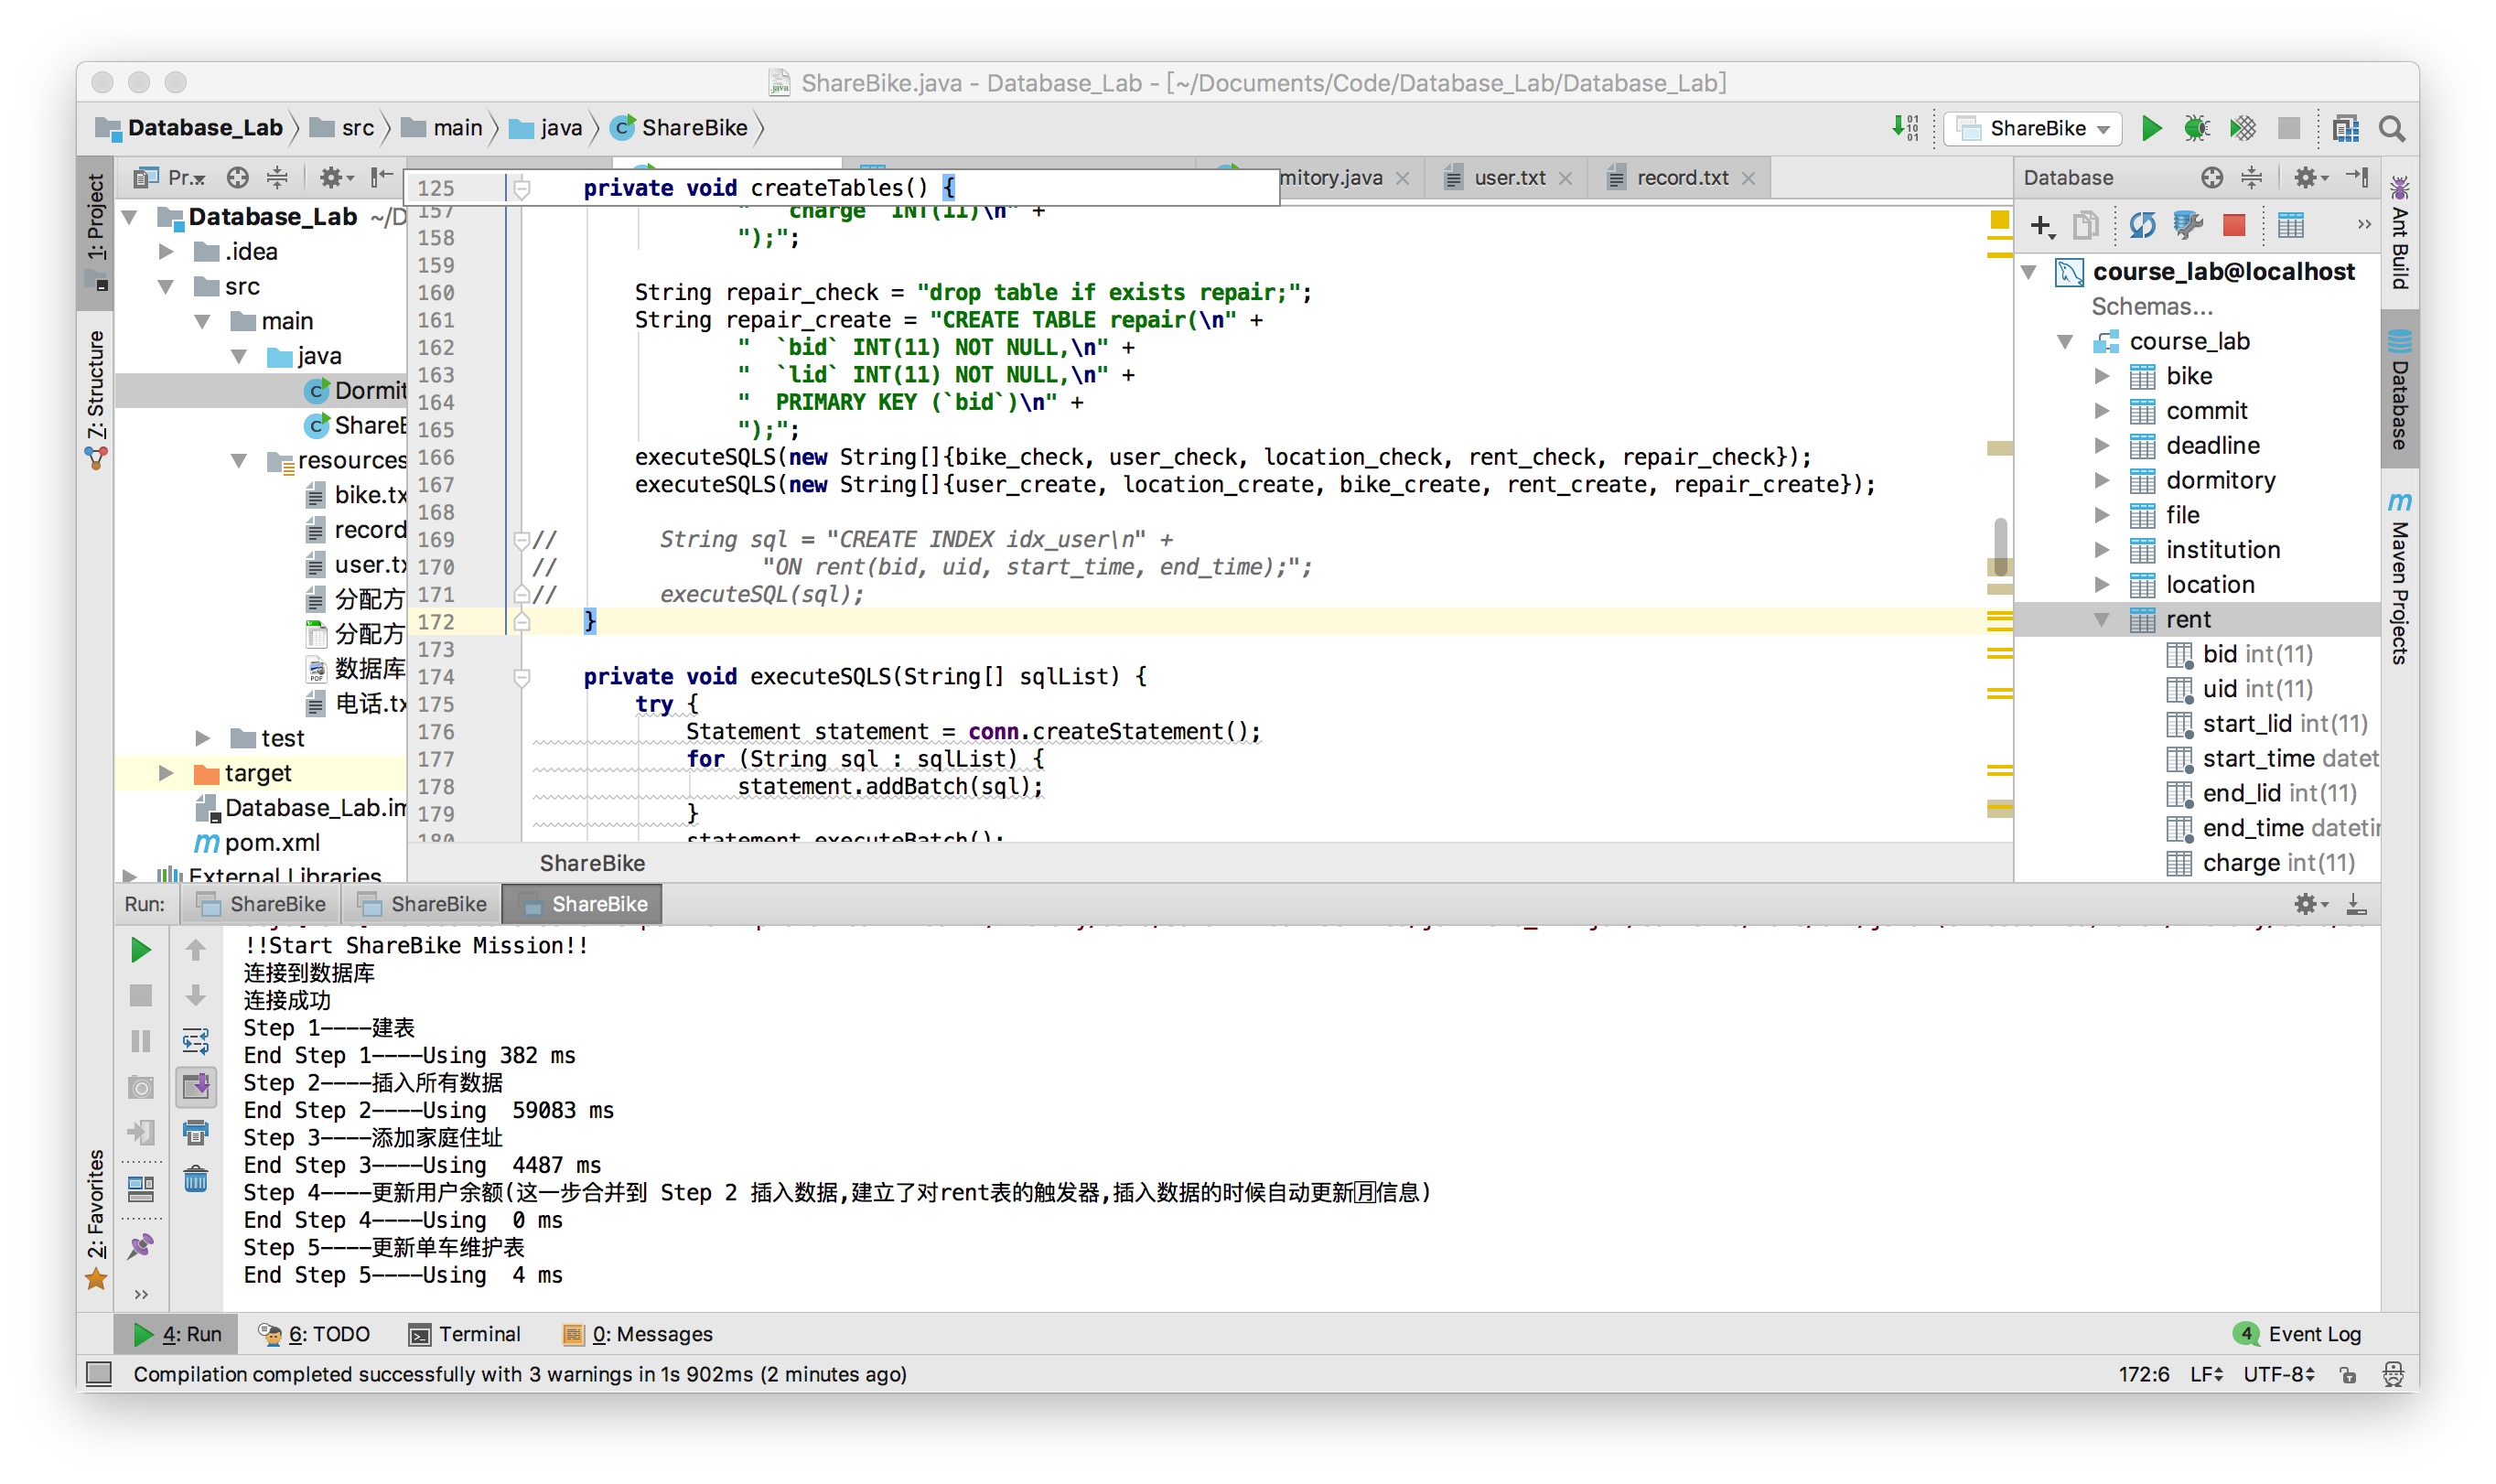 ShareBike.java - Database_Lab - [~/Documents/Code/Database_Lab/Database_Lab]
Database_Lab src main java ShareBike
ShareBike
1: Project
7: Structure
2: Favorites
Pr...
Database_Lab ~/D
.idea
src
main
java
Dormit
ShareB
resources
bike.tx
record
user.tx
分配方
分配方
数据库
电话.tx
test
target
Database_Lab.im
pom.xml
External Libraries
mitory.java
user.txt
record.txt
125 private void createTables() {
157 " `charge` INT(11)\n" +
158 ");";
159
160 String repair_check = "drop table if exists repair;";
161 String repair_create = "CREATE TABLE repair(\n" +
162 " `bid` INT(11) NOT NULL,\n" +
163 " `lid` INT(11) NOT NULL,\n" +
164 " PRIMARY KEY (`bid`)\n" +
165 ");";
166 executeSQLS(new String[]{bike_check, user_check, location_check, rent_check, repair_check});
167 executeSQLS(new String[]{user_create, location_create, bike_create, rent_create, repair_create});
168
169 // String sql = "CREATE INDEX idx_user\n" +
170 // "ON rent(bid, uid, start_time, end_time);";
171 // executeSQL(sql);
172 }
173
174 private void executeSQLS(String[] sqlList) {
175 try {
176 Statement statement = conn.createStatement();
177 for (String sql : sqlList) {
178 statement.addBatch(sql);
179 }
180 statement.executeBatch();
ShareBike
Database
course_lab@localhost
Schemas...
course_lab
bike
commit
deadline
dormitory
file
institution
location
rent
bid int(11)
uid int(11)
start_lid int(11)
start_time datet
end_lid int(11)
end_time datetin
charge int(11)
Ant Build
Database
Maven Projects
Run: ShareBike ShareBike ShareBike
!!Start ShareBike Mission!!
连接到数据库
连接成功
Step 1----建表
End Step 1----Using 382 ms
Step 2----插入所有数据
End Step 2----Using  59083 ms
Step 3----添加家庭住址
End Step 3----Using  4487 ms
Step 4----更新用户余额(这一步合并到 Step 2 插入数据,建立了对rent表的触发器,插入数据的时候自动更新⽉信息)
End Step 4----Using  0 ms
Step 5----更新单车维护表
End Step 5----Using  4 ms
4: Run 6: TODO Terminal 0: Messages 4 Event Log
Compilation completed successfully with 3 warnings in 1s 902ms (2 minutes ago) 172:6 LF UTF-8